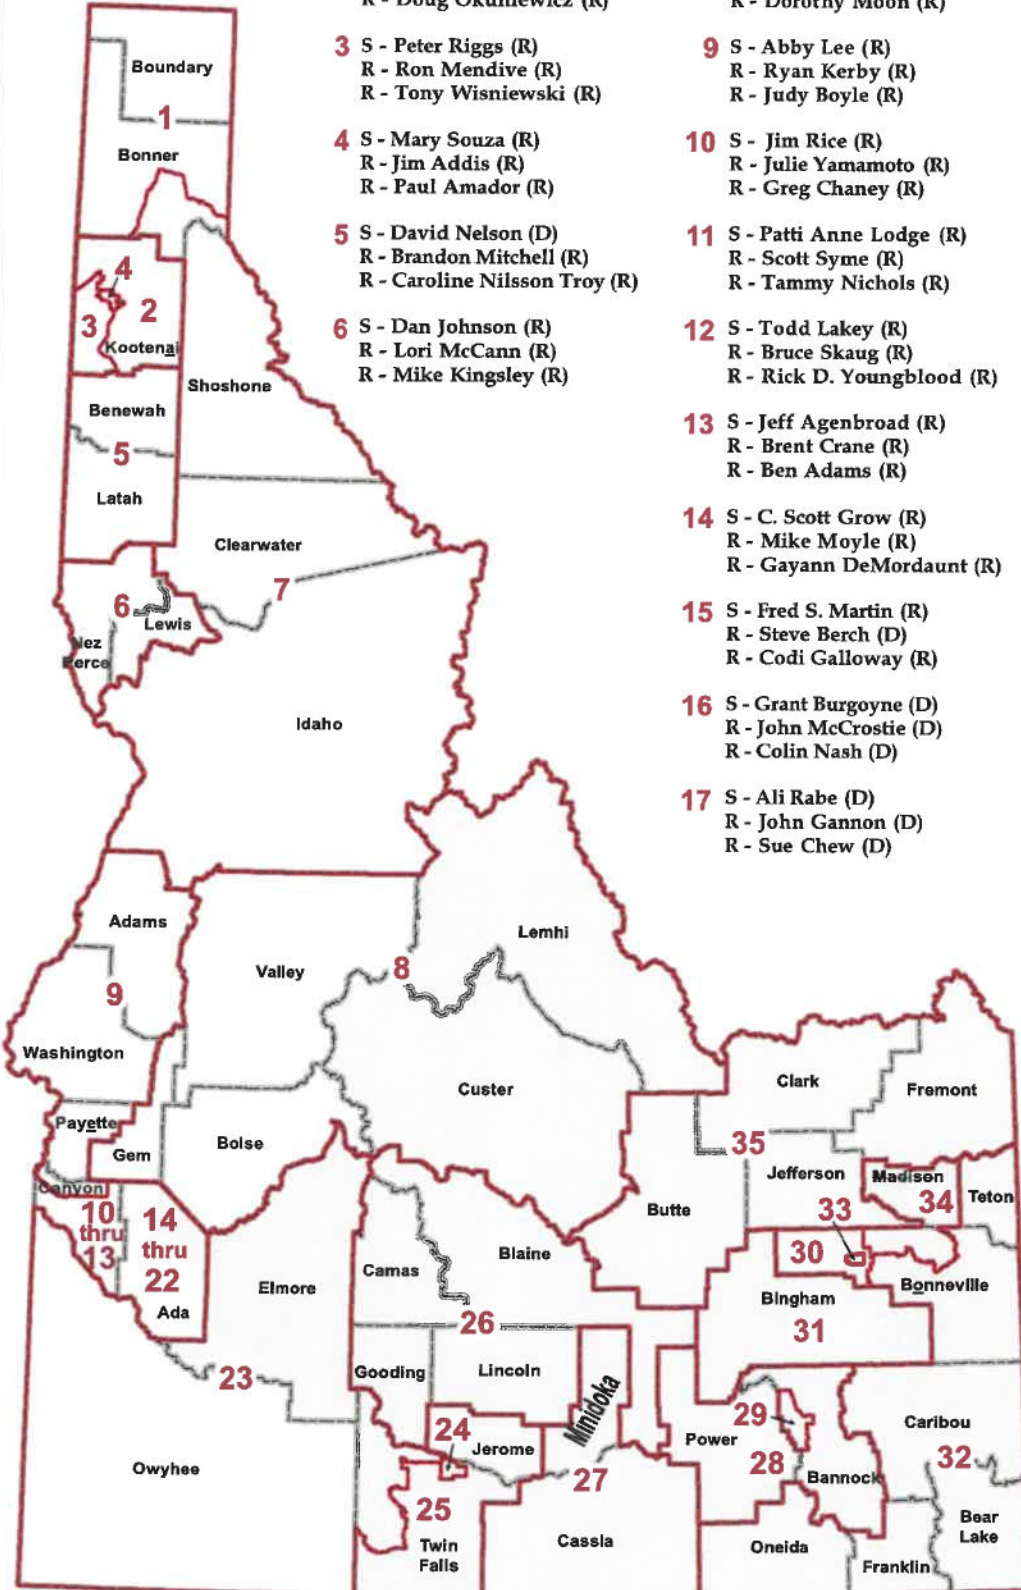 R - Doug Okuniewicz (R)
3 S - Peter Riggs (R)
R - Ron Mendive (R)
R - Tony Wisniewski (R)
4 S - Mary Souza (R)
R - Jim Addis (R)
R - Paul Amador (R)
5 S - David Nelson (D)
R - Brandon Mitchell (R)
R - Caroline Nilsson Troy (R)
6 S - Dan Johnson (R)
R - Lori McCann (R)
R - Mike Kingsley (R)
R - Dorothy Moon (R)
9 S - Abby Lee (R)
R - Ryan Kerby (R)
R - Judy Boyle (R)
10 S - Jim Rice (R)
R - Julie Yamamoto (R)
R - Greg Chaney (R)
11 S - Patti Anne Lodge (R)
R - Scott Syme (R)
R - Tammy Nichols (R)
12 S - Todd Lakey (R)
R - Bruce Skaug (R)
R - Rick D. Youngblood (R)
13 S - Jeff Agenbroad (R)
R - Brent Crane (R)
R - Ben Adams (R)
14 S - C. Scott Grow (R)
R - Mike Moyle (R)
R - Gayann DeMordaunt (R)
15 S - Fred S. Martin (R)
R - Steve Berch (D)
R - Codi Galloway (R)
16 S - Grant Burgoyne (D)
R - John McCrostie (D)
R - Colin Nash (D)
17 S - Ali Rabe (D)
R - John Gannon (D)
R - Sue Chew (D)
Boundary
1
Bonner
4
2
3
Kootenai
Shoshone
Benewah
5
Latah
Clearwater
7
6
Lewis
Nez
Perce
Idaho
Adams
Lemhi
Valley
8
9
Washington
Custer
Clark
Fremont
Payette
Gem
Boise
35
Jefferson
Madison
34
Teton
Canyon
10
thru
13
14
thru
22
Ada
Butte
33
30
Blaine
Camas
Elmore
Bonneville
Bingham
31
26
Gooding
Lincoln
Minidoka
23
24
Jerome
Power
29
28
Bannock
Caribou
32
Owyhee
27
25
Twin
Falls
Cassia
Oneida
Franklin
Bear
Lake